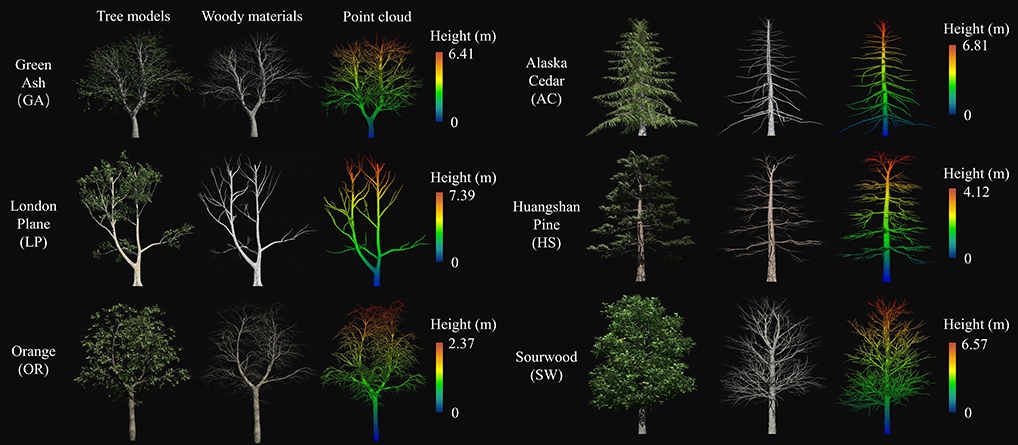 Tree models Woody materials Point cloud
Green
Ash
(GA)
Height (m)
6.41
0
London
Plane
(LP)
Height (m)
7.39
0
Orange
(OR)
Height (m)
2.37
0
Alaska
Cedar
(AC)
Height (m)
6.81
0
Huangshan
Pine
(HS)
Height (m)
4.12
0
Sourwood
(SW)
Height (m)
6.57
0